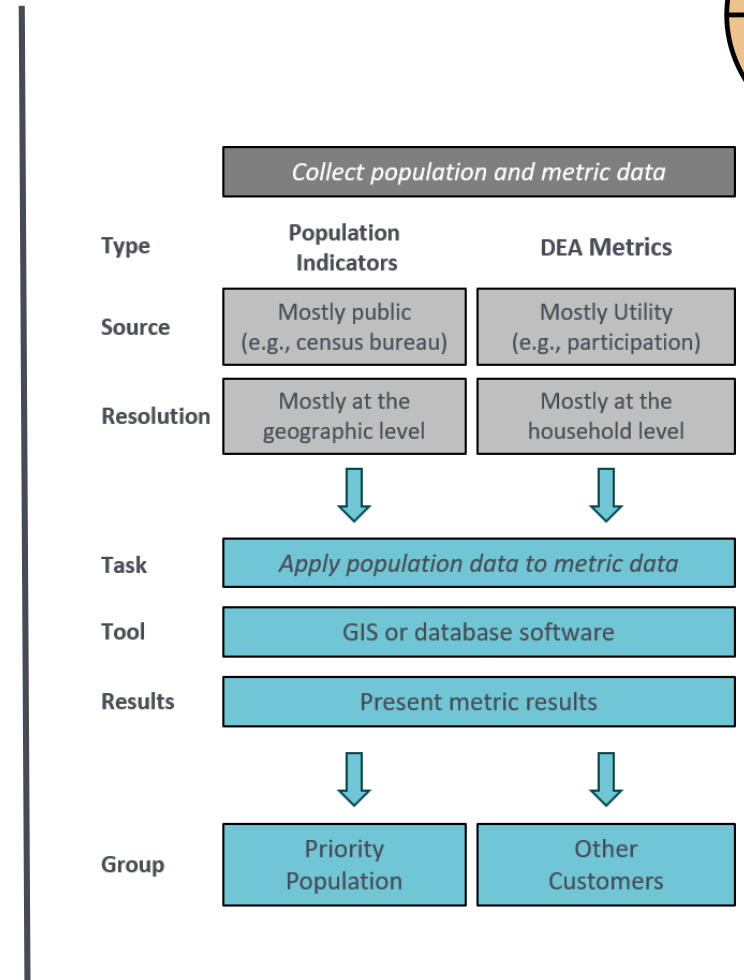 Collect population and metric data
Type
Population
Indicators
DEA Metrics
Source
Mostly public
(e.g., census bureau)
Mostly Utility
(e.g., participation)
Resolution
Mostly at the
geographic level
Mostly at the
household level
Task
Apply population data to metric data
Tool
GIS or database software
Results
Present metric results
Group
Priority
Population
Other
Customers